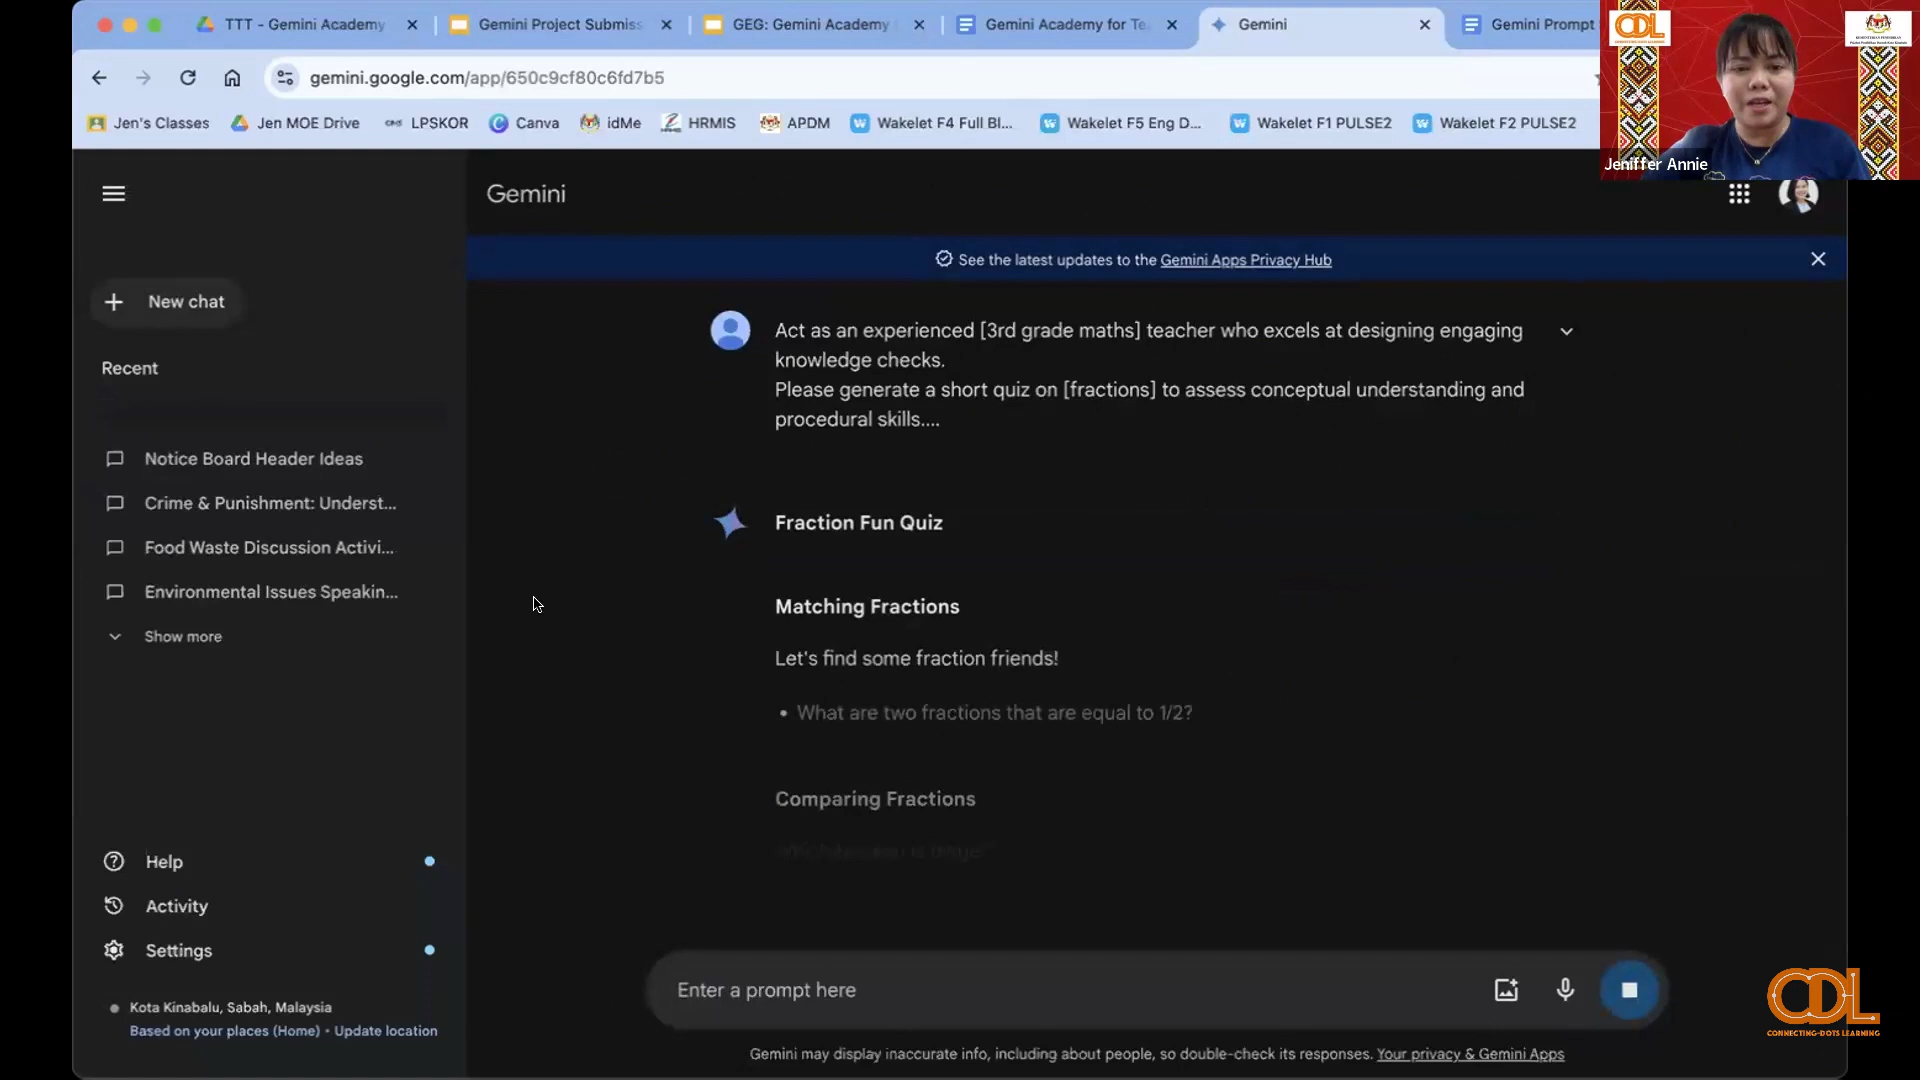 TTT - Gemini Academy
Gemini Project Submiss
GEG: Gemini Academy
Gemini Academy for Te
Gemini
Gemini Prompt
gemini.google.com/app/650c9cf80c6fd7b5
Jen's Classes
Jen MOE Drive
LPSKOR
Canva
idMe
HRMIS
APDM
Wakelet F4 Full Bl...
Wakelet F5 Eng D...
Wakelet F1 PULSE2
Wakelet F2 PULSE2
CDL
Jeniffer Annie
Gemini
See the latest updates to the Gemini Apps Privacy Hub
New chat
Recent
Notice Board Header Ideas
Crime & Punishment: Underst...
Food Waste Discussion Activi...
Environmental Issues Speakin...
Show more
Help
Activity
Settings
Kota Kinabalu, Sabah, Malaysia
Based on your places (Home) • Update location
Act as an experienced [3rd grade maths] teacher who excels at designing engaging
knowledge checks.
Please generate a short quiz on [fractions] to assess conceptual understanding and
procedural skills....
Fraction Fun Quiz
Matching Fractions
Let's find some fraction friends!
• What are two fractions that are equal to 1/2?
Comparing Fractions
Enter a prompt here
Gemini may display inaccurate info, including about people, so double-check its responses. Your privacy & Gemini Apps
CDL
CONNECTING-DOTS LEARNING